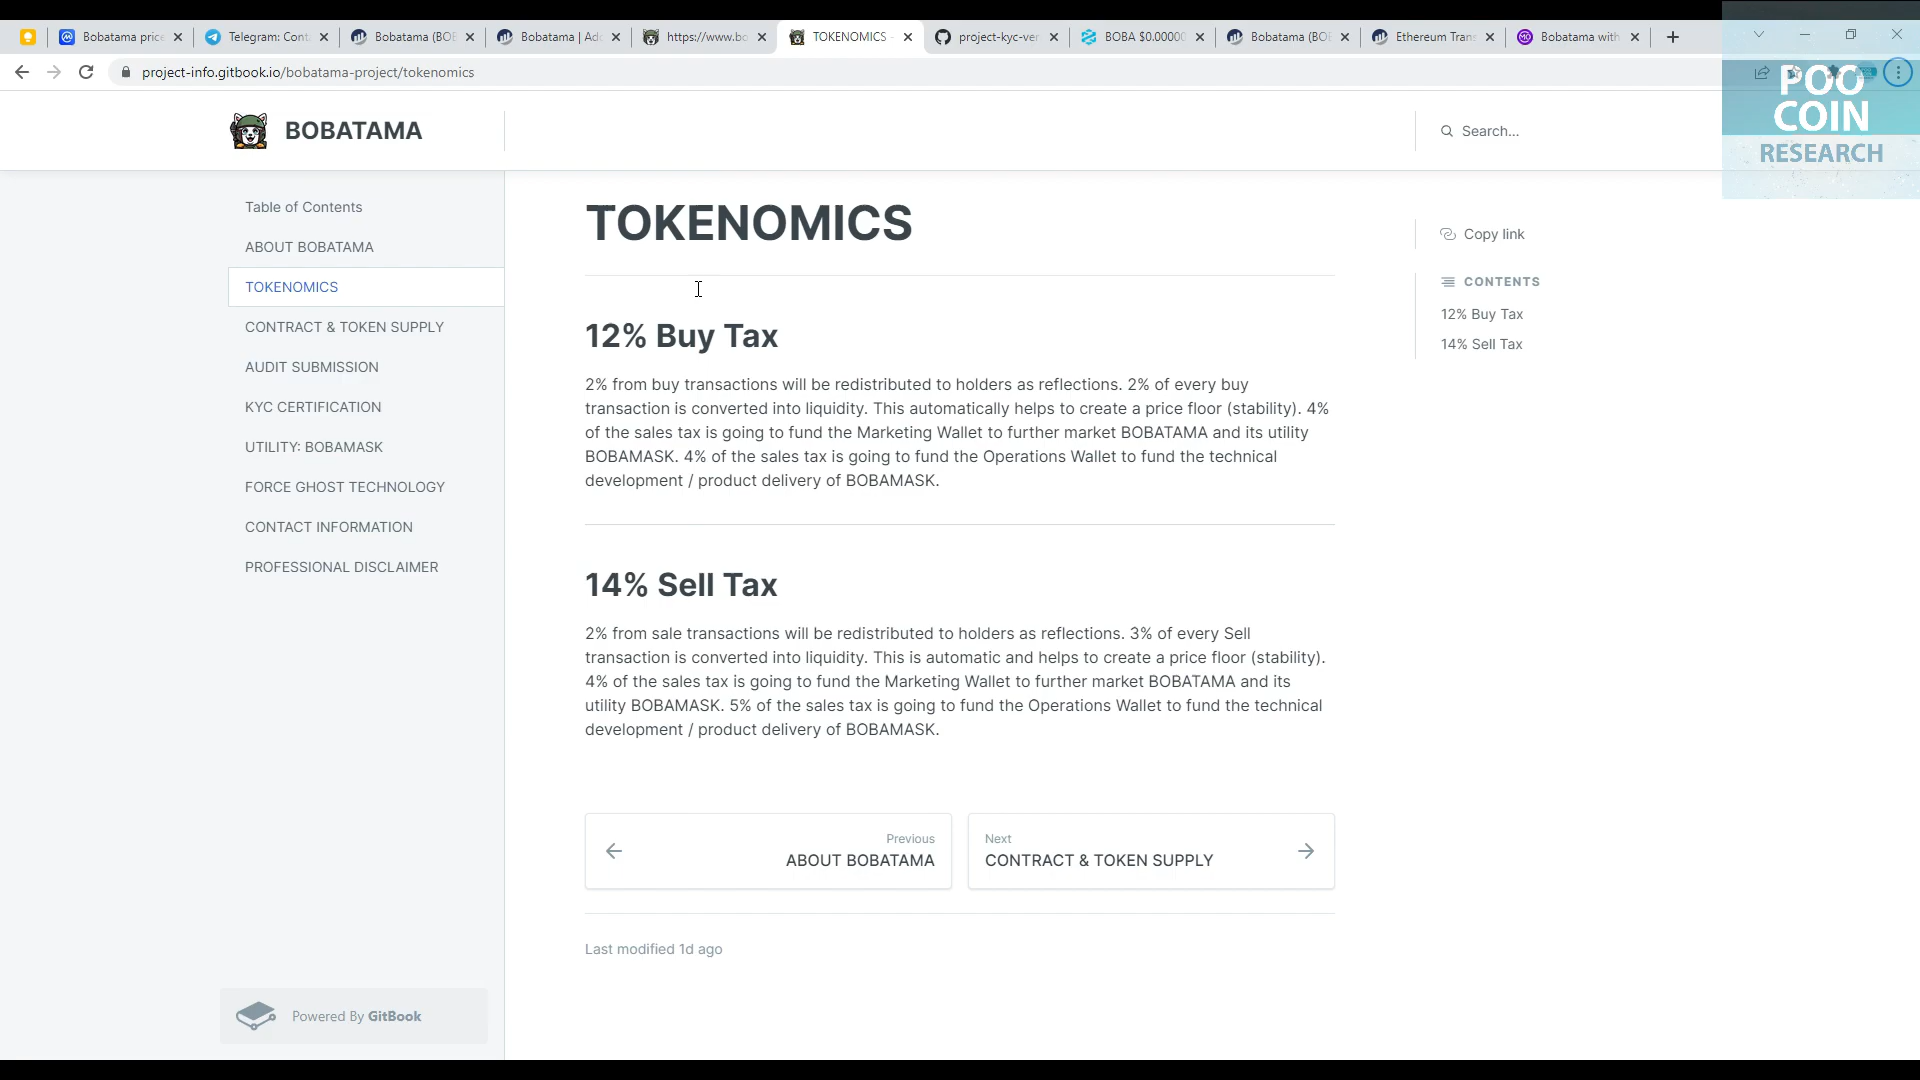 Bobatama price
Telegram: Cont
Bobatama (BOB
Bobatama | Add
https://www.bo
TOKENOMICS -
project-kyc-ver
BOBA $0.00000
Bobatama (BOB
Ethereum Tran
Bobatama with
project-info.gitbook.io/bobatama-project/tokenomics
POO
COIN
RESEARCH
BOBATAMA
Search...
Table of Contents
ABOUT BOBATAMA
TOKENOMICS
CONTRACT & TOKEN SUPPLY
AUDIT SUBMISSION
KYC CERTIFICATION
UTILITY: BOBAMASK
FORCE GHOST TECHNOLOGY
CONTACT INFORMATION
PROFESSIONAL DISCLAIMER
Powered By GitBook
TOKENOMICS
12% Buy Tax
2% from buy transactions will be redistributed to holders as reflections. 2% of every buy
transaction is converted into liquidity. This automatically helps to create a price floor (stability). 4%
of the sales tax is going to fund the Marketing Wallet to further market BOBATAMA and its utility
BOBAMASK. 4% of the sales tax is going to fund the Operations Wallet to fund the technical
development / product delivery of BOBAMASK.
14% Sell Tax
2% from sale transactions will be redistributed to holders as reflections. 3% of every Sell
transaction is converted into liquidity. This is automatic and helps to create a price floor (stability).
4% of the sales tax is going to fund the Marketing Wallet to further market BOBATAMA and its
utility BOBAMASK. 5% of the sales tax is going to fund the Operations Wallet to fund the technical
development / product delivery of BOBAMASK.
Previous
ABOUT BOBATAMA
Next
CONTRACT & TOKEN SUPPLY
Last modified 1d ago
Copy link
CONTENTS
12% Buy Tax
14% Sell Tax